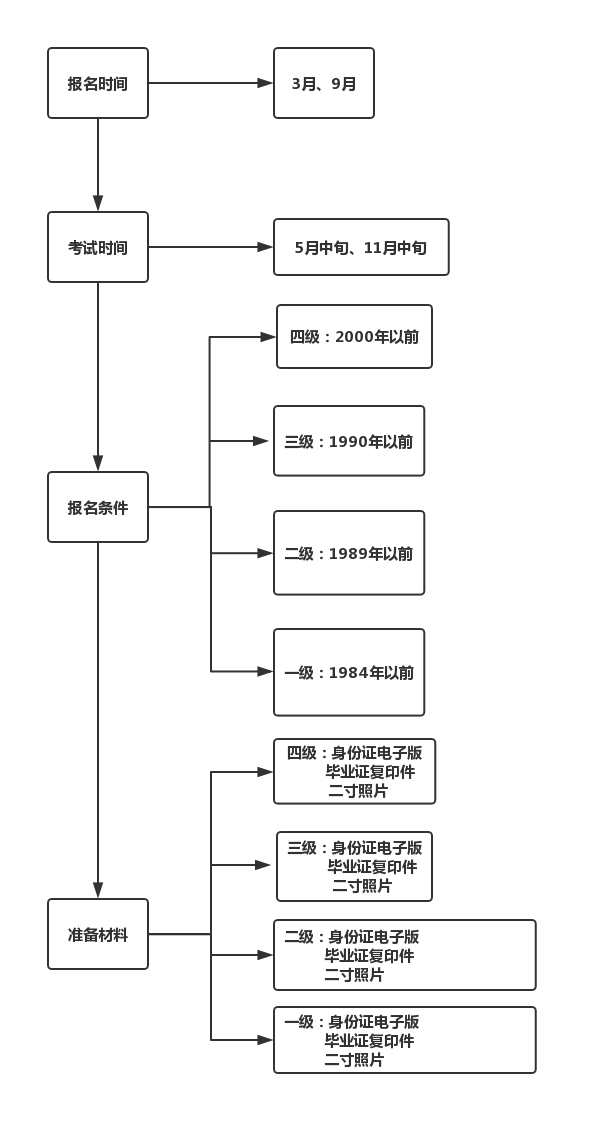 报名时间
3月、9月
考试时间
5月中旬、11月中旬
四级：2000年以前
三级：1990年以前
报名条件
二级：1989年以前
一级：1984年以前
四级：身份证电子版
毕业证复印件
二寸照片
三级：身份证电子版
毕业证复印件
二寸照片
准备材料
二级：身份证电子版
毕业证复印件
二寸照片
一级：身份证电子版
毕业证复印件
二寸照片